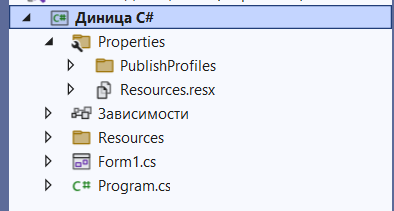 C# Диница C#
Properties
PublishProfiles
Resources.resx
Зависимости
Resources
Form1.cs
C# Program.cs